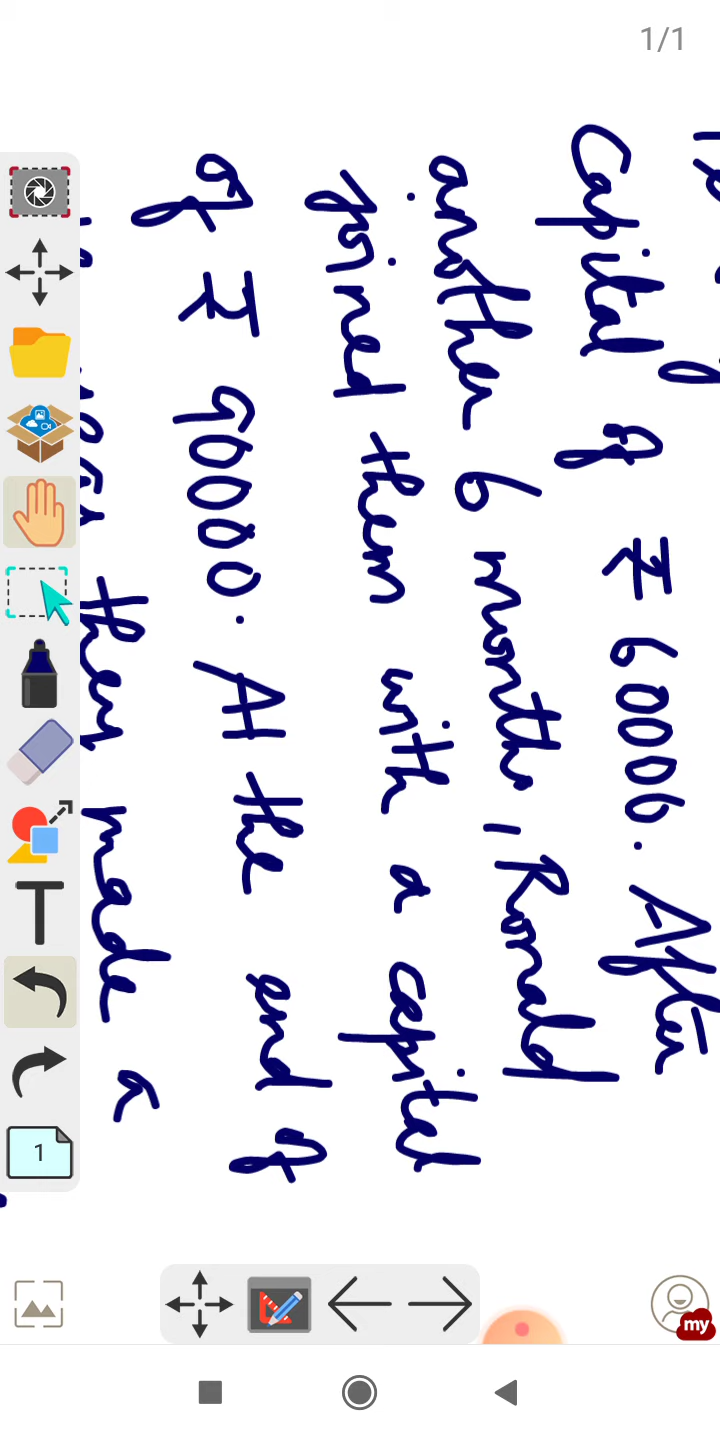 Capital of ₹ 60000. After
another 6 months, Ronald
joined them with a capital
of ₹ 90000. At the end of
they made a
1/1
T
1
my